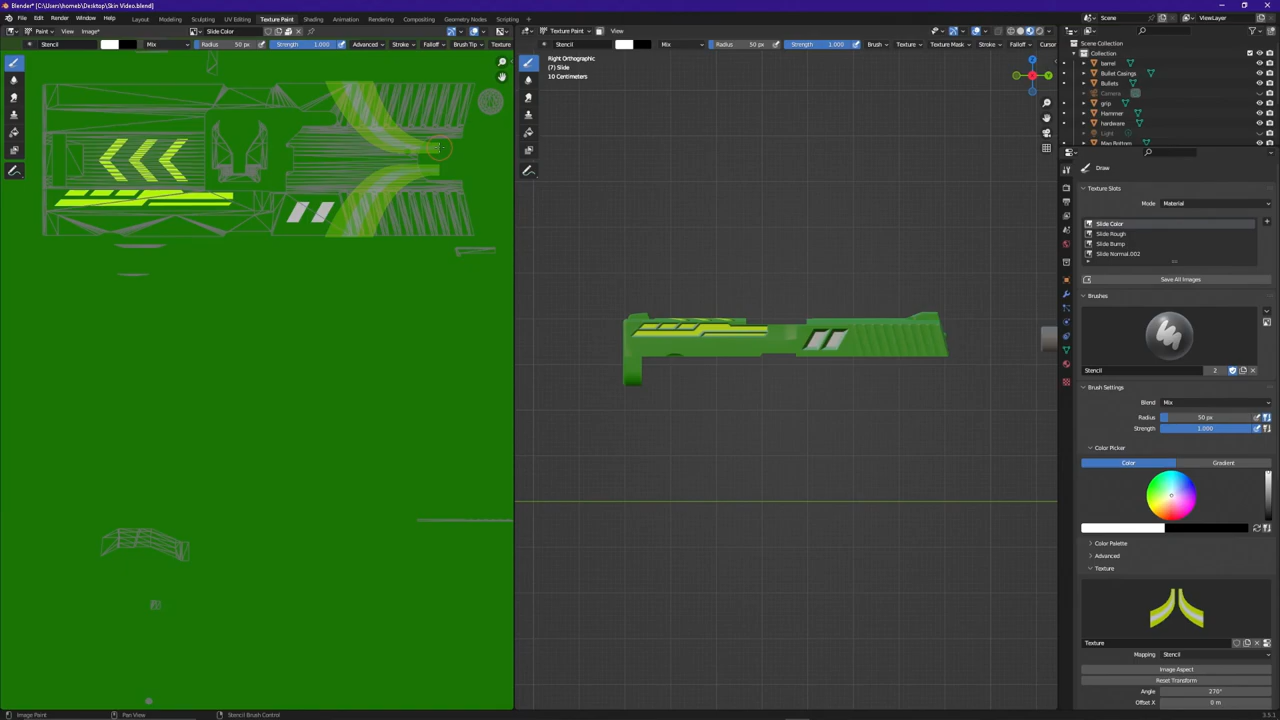 Blender* [C:\Users\homeb\Desktop\Skin Video.blend]
File Edit Render Window Help Layout Modeling Sculpting UV Editing Texture Paint Shading Animation Rendering Compositing Geometry Nodes Scripting Scene ViewLayer
Paint View Image* Slide Color Texture Paint View
Stencil Mix Radius 50 px Strength 1.000 Advanced Stroke Falloff Brush Tip Texture Stencil Mix Radius 50 px Strength 1.000 Brush Texture Texture Mask Stroke Falloff Cursor
Right Orthographic
(7) Slide
10 Centimeters
Scene Collection
Collection
barrel
Bullet Casings
Bullets
Camera
grip
Hammer
hardware
Light
Mag Bottom
Draw
Texture Slots
Mode Material
Slide Color
Slide Rough
Slide Bump
Slide Normal.002
Save All Images
Brushes
Stencil 2
Brush Settings
Blend Mix
Radius 50 px
Strength 1.000
Color Picker
Color Gradient
Color Palette
Advanced
Texture
Texture
Mapping Stencil
Image Aspect
Reset Transform
Angle 270°
Offset X 0 m
Image Paint Pan View Stencil Brush Control 3.5.1